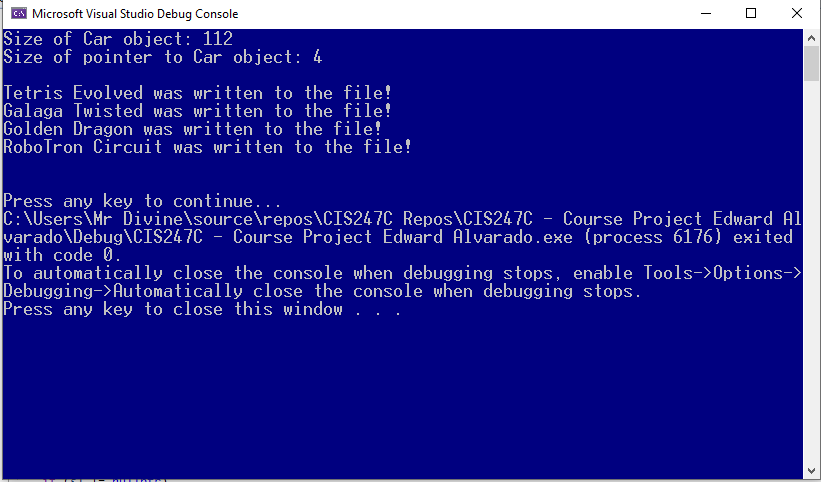 Microsoft Visual Studio Debug Console
Size of Car object: 112
Size of pointer to Car object: 4
Tetris Evolved was written to the file!
Galaga Twisted was written to the file!
Golden Dragon was written to the file!
RoboTron Circuit was written to the file!
Press any key to continue...
C:\Users\Mr Divine\source\repos\CIS247C Repos\CIS247C - Course Project Edward Al
varado\Debug\CIS247C - Course Project Edward Alvarado.exe (process 6176) exited
with code 0.
To automatically close the console when debugging stops, enable Tools->Options->
Debugging->Automatically close the console when debugging stops.
Press any key to close this window . . .